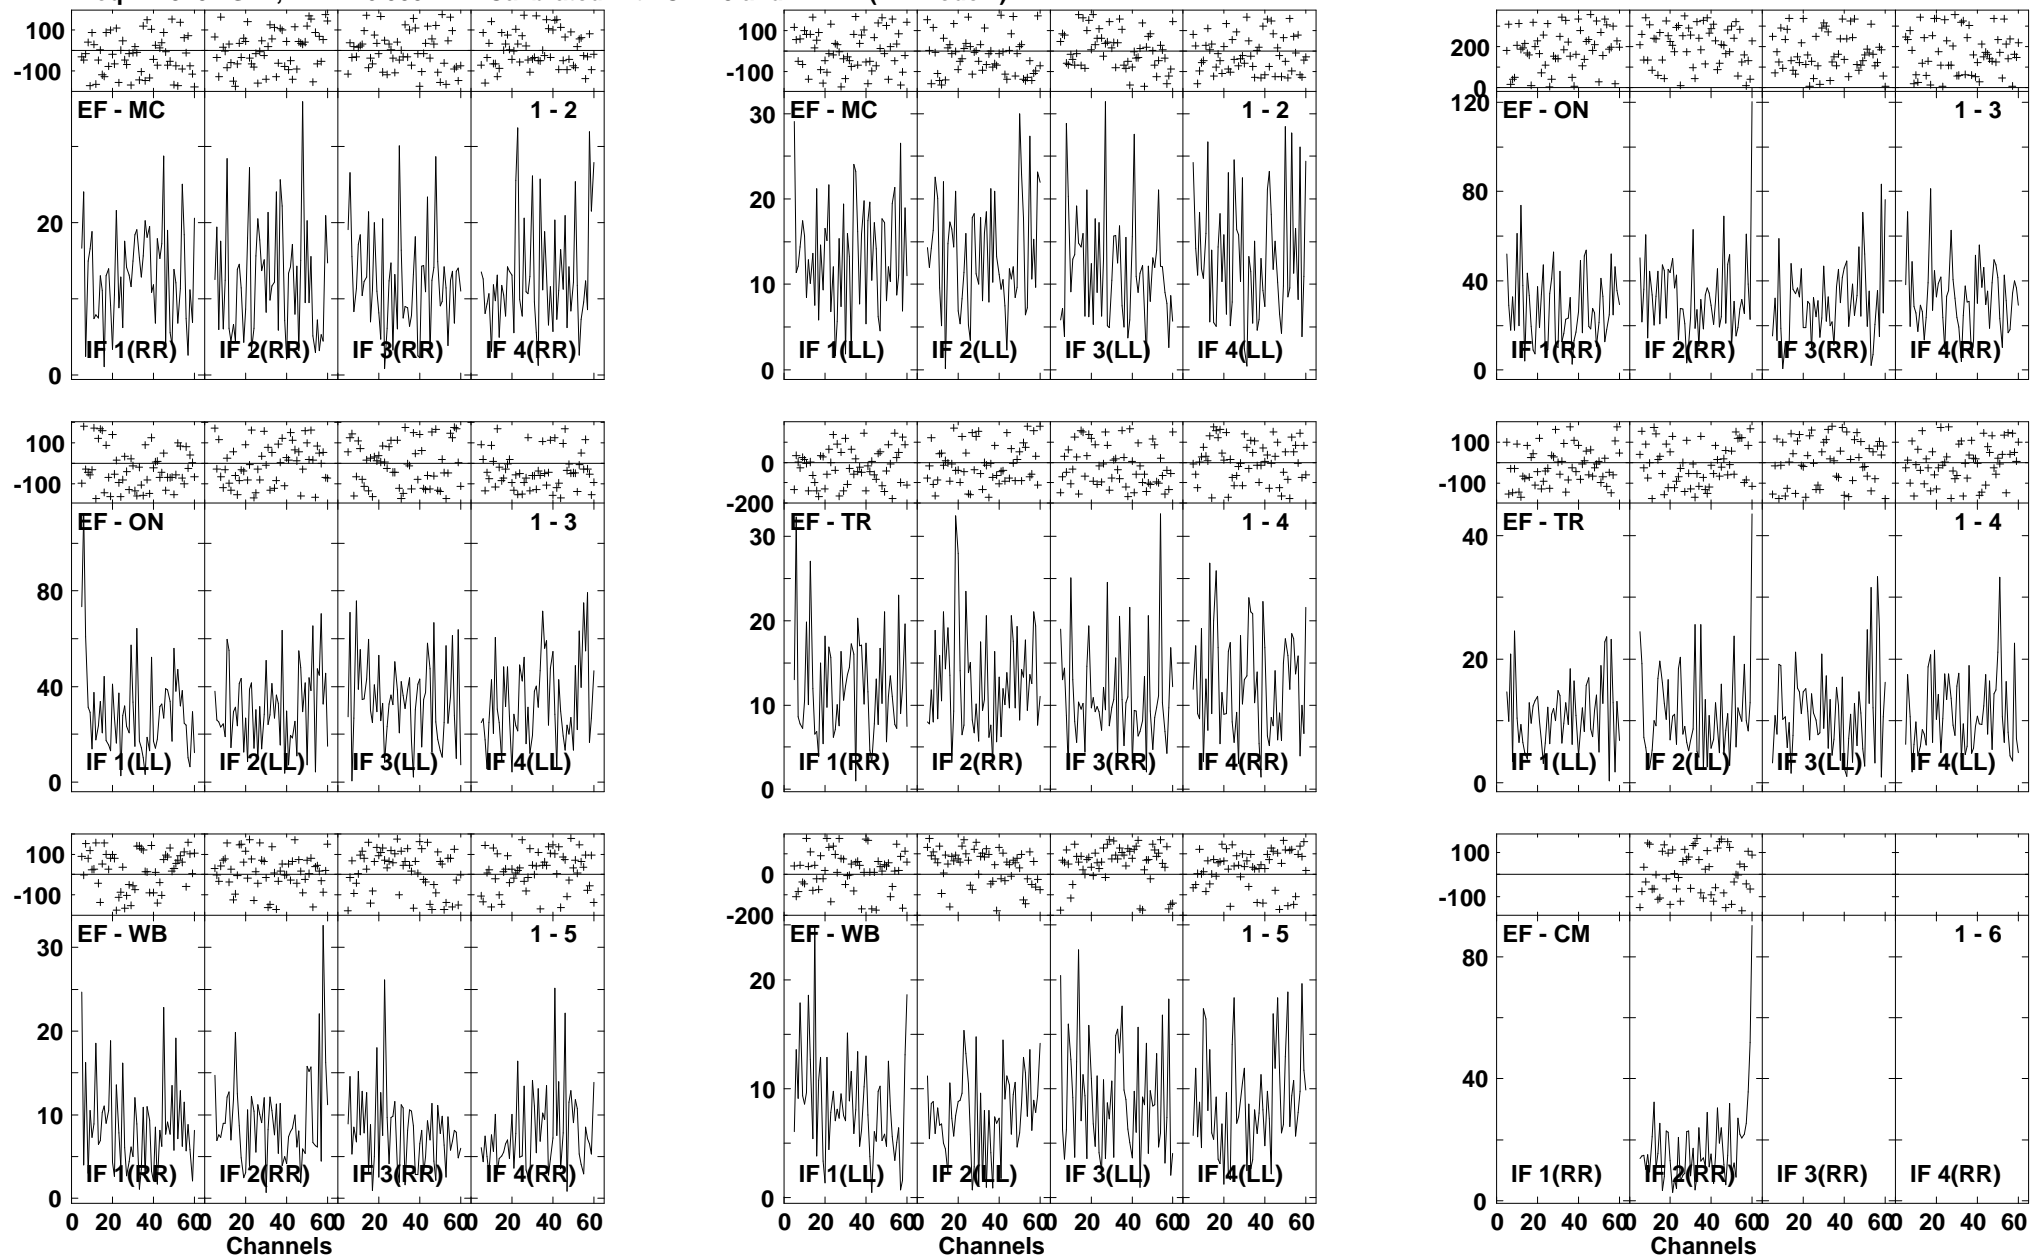 100
-100
EF - MC 1 - 2
20
0
IF 1(RR) IF 2(RR) IF 3(RR) IF 4(RR)
100
-100
EF - MC 1 - 2
30
20
10
0
IF 1(LL) IF 2(LL) IF 3(LL) IF 4(LL)
200
0
EF - ON 1 - 3
120
80
40
0
IF 1(RR) IF 2(RR) IF 3(RR) IF 4(RR)
100
-100
EF - ON 1 - 3
80
40
0
IF 1(LL) IF 2(LL) IF 3(LL) IF 4(LL)
0
-200
EF - TR 1 - 4
30
20
10
0
IF 1(RR) IF 2(RR) IF 3(RR) IF 4(RR)
100
-100
EF - TR 1 - 4
40
20
0
IF 1(LL) IF 2(LL) IF 3(LL) IF 4(LL)
100
-100
EF - WB 1 - 5
30
20
10
0
IF 1(RR) IF 2(RR) IF 3(RR) IF 4(RR)
0 20 40 60 0 20 40 60 0 20 40 60 0 20 40 60
Channels
0
-200
EF - WB 1 - 5
20
10
0
IF 1(LL) IF 2(LL) IF 3(LL) IF 4(LL)
0 20 40 60 0 20 40 60 0 20 40 60 0 20 40 60
Channels
100
-100
EF - CM 1 - 6
80
40
0
IF 1(RR) IF 2(RR) IF 3(RR) IF 4(RR)
0 20 40 60 0 20 40 60 0 20 40 60 0 20 40 60
Channels